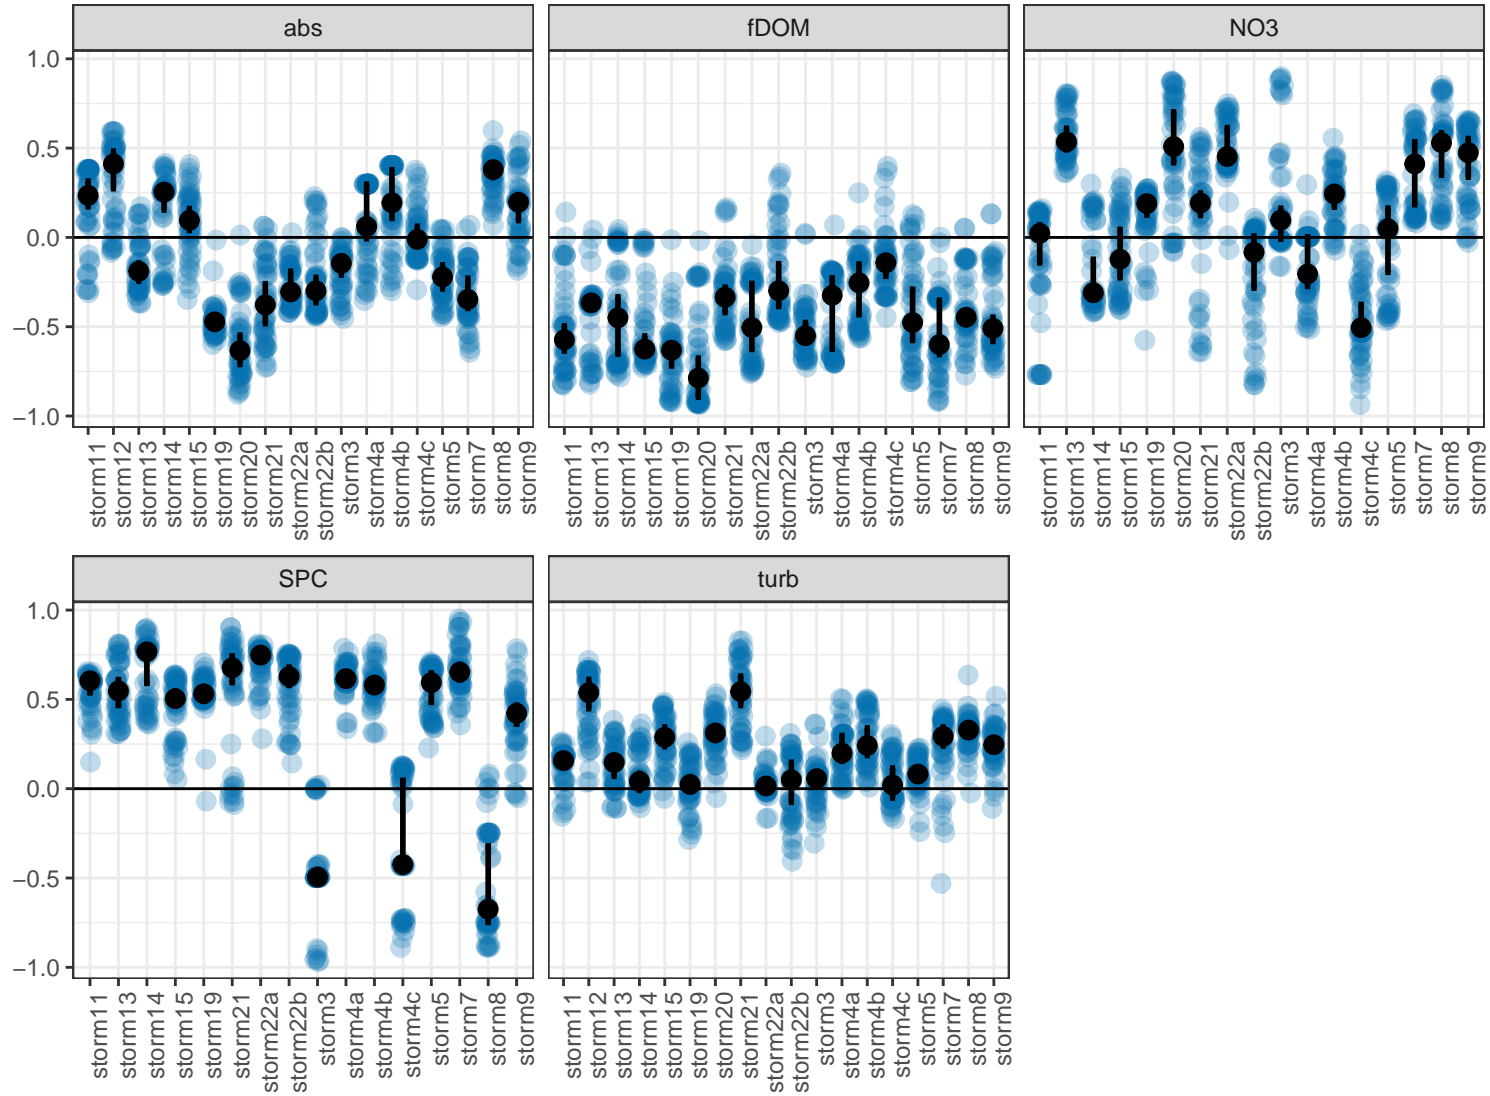 abs fDOM NO3
1.0
0.5
0.0
−0.5
−1.0
storm11 storm12 storm13 storm14 storm15 storm19 storm20 storm21 storm22a storm22b storm3 storm4a storm4b storm4c storm5 storm7 storm8 storm9
storm11 storm13 storm14 storm15 storm19 storm20 storm21 storm22a storm22b storm3 storm4a storm4b storm4c storm5 storm7 storm8 storm9
storm11 storm13 storm14 storm15 storm19 storm20 storm21 storm22a storm22b storm3 storm4a storm4b storm4c storm5 storm7 storm8 storm9
SPC turb
1.0
0.5
0.0
−0.5
−1.0
storm11 storm13 storm14 storm15 storm19 storm21 storm22a storm22b storm3 storm4a storm4b storm4c storm5 storm7 storm8 storm9
storm11 storm12 storm13 storm14 storm15 storm19 storm20 storm21 storm22a storm22b storm3 storm4a storm4b storm4c storm5 storm7 storm8 storm9